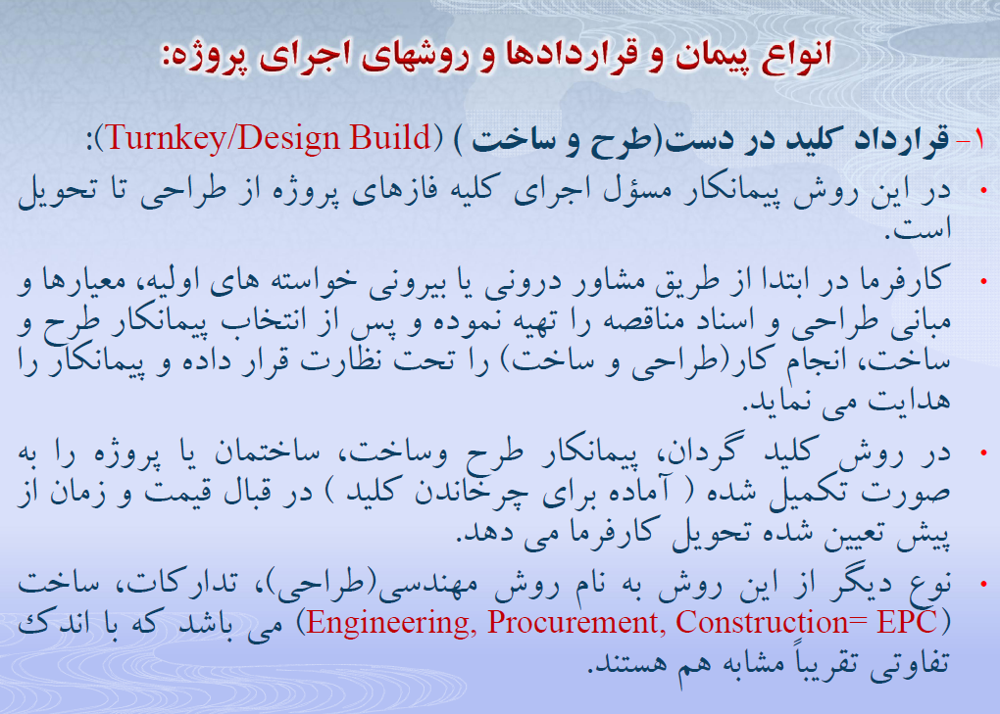 انواع پیمان و قراردادها و روشهای اجرای پروژه:
۱- قرارداد کلید در دست(طرح و ساخت ) (Turnkey/Design Build):
• در این روش پیمانکار مسؤل اجرای کلیه فازهای پروژه از طراحی تا تحویل
است.
• کارفرما در ابتدا از طریق مشاور درونی یا بیرونی خواسته های اولیه، معیارها و
مبانی طراحی و اسناد مناقصه را تهیه نموده و پس از انتخاب پیمانکار طرح و
ساخت، انجام کار(طراحی و ساخت) را تحت نظارت قرار داده و پیمانکار را
هدایت می نماید.
• در روش کلید گردان، پیمانکار طرح وساخت، ساختمان یا پروژه را به
صورت تکمیل شده ( آماده برای چرخاندن کلید ) در قبال قیمت و زمان از
پیش تعیین شده تحویل کارفرما می دهد.
• نوع دیگر از این روش به نام روش مهندسی(طراحی)، تدارکات، ساخت
(Engineering, Procurement, Construction= EPC) می باشد که با اندک
تفاوتی تقریباً مشابه هم هستند.